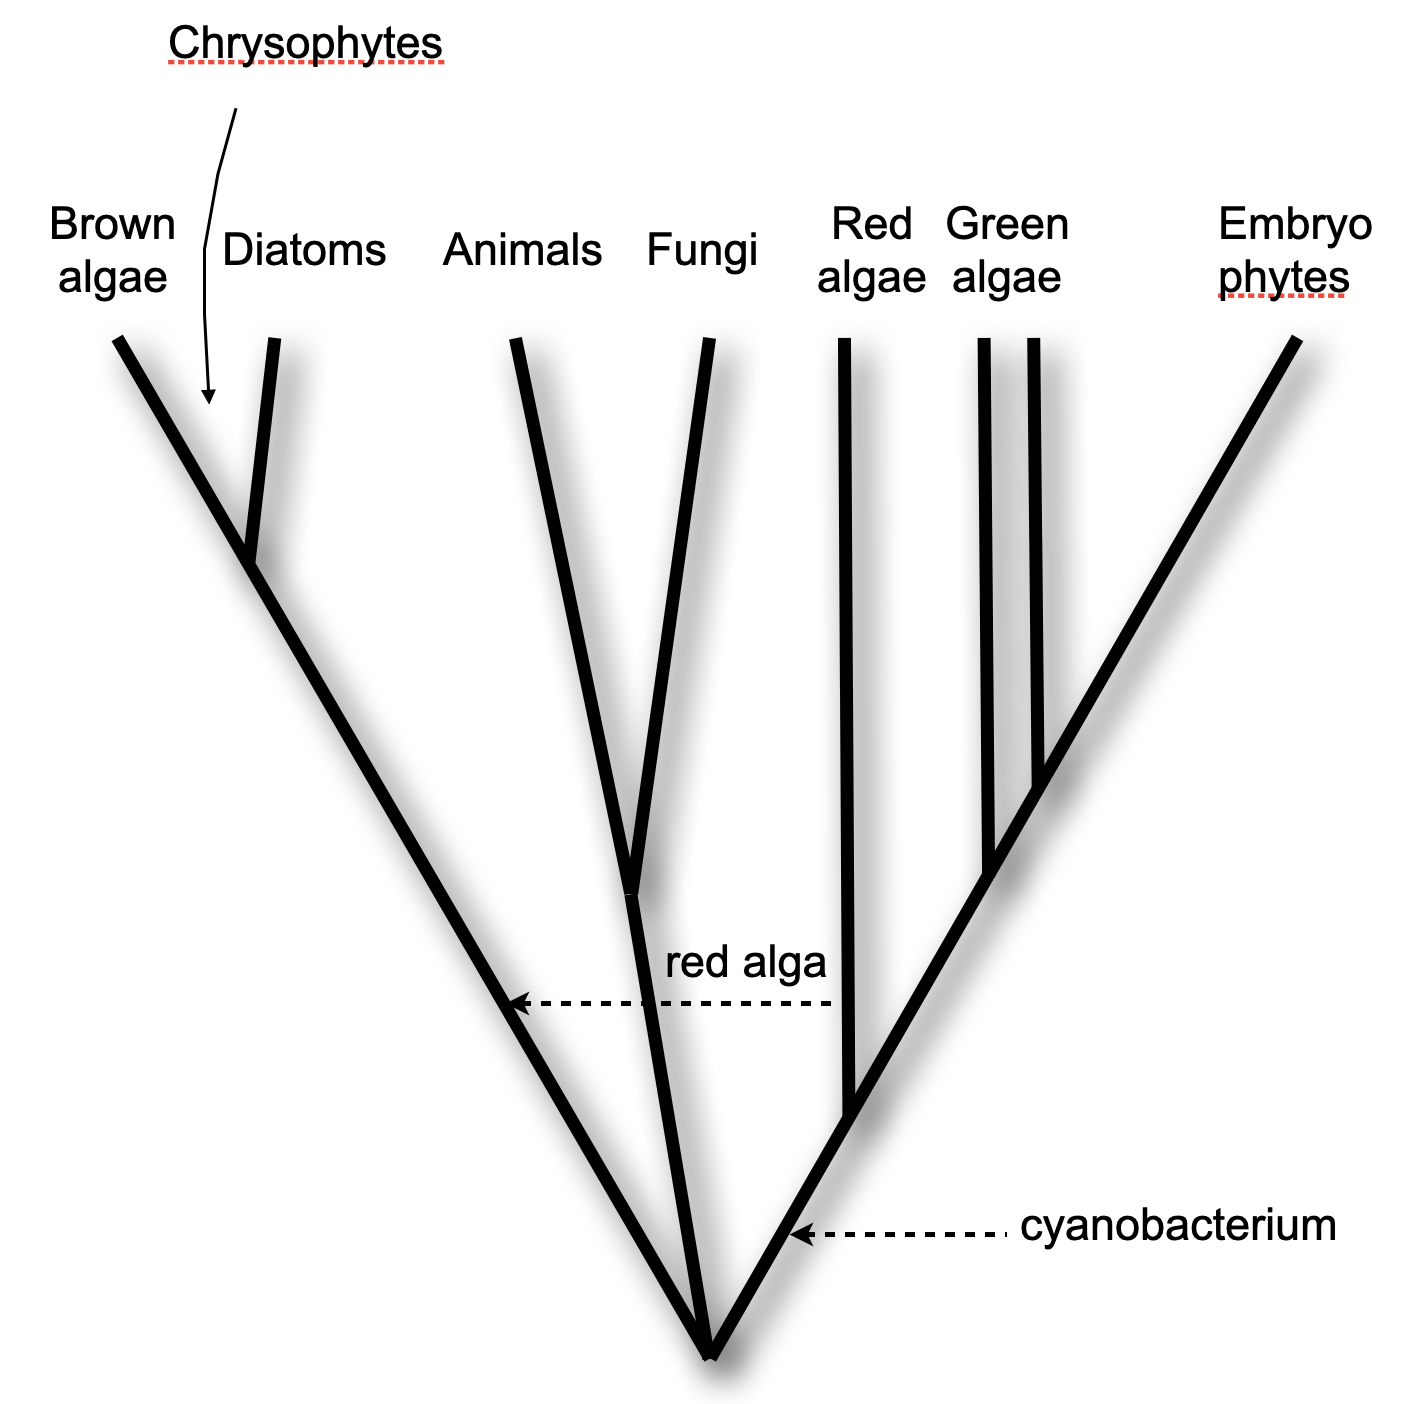 Chrysophytes
Brown
algae
Diatoms
Animals
Fungi
Red
algae
Green
algae
Embryo
phytes
red alga
cyanobacterium